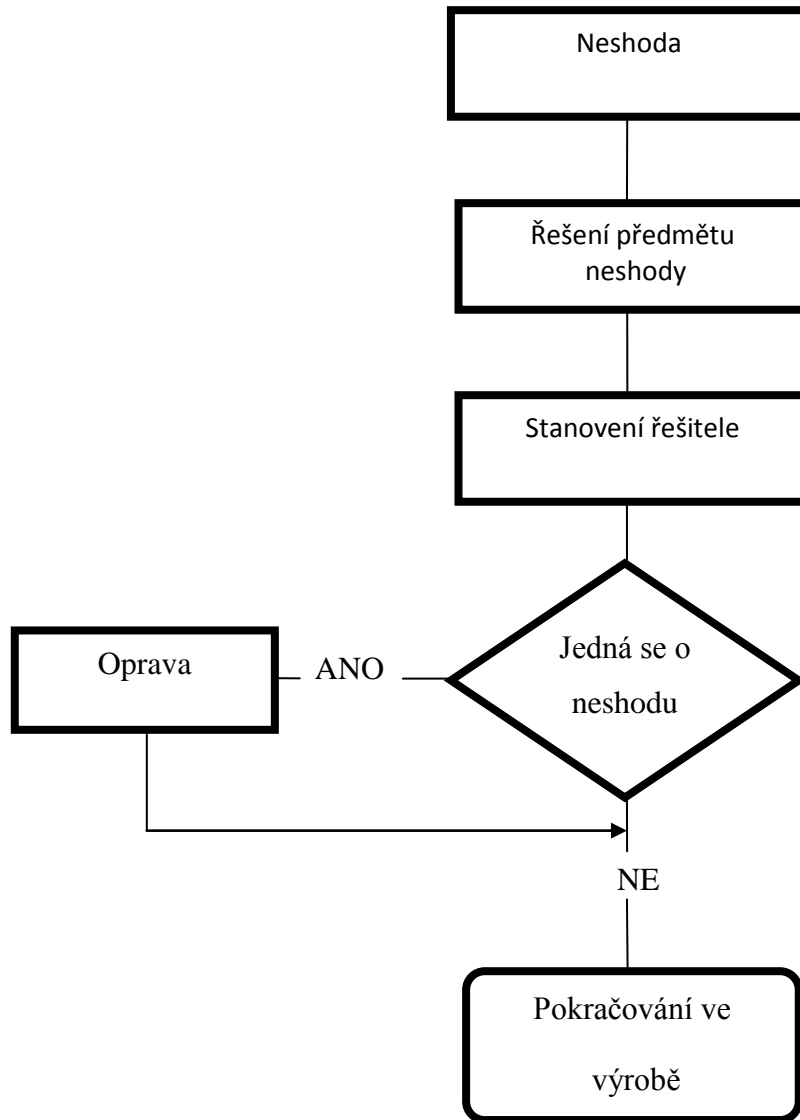 Neshoda
Řešení předmětu
neshody
Stanovení řešitele
Jedná se o
neshodu
Oprava
ANO
NE
Pokračování ve
výrobě